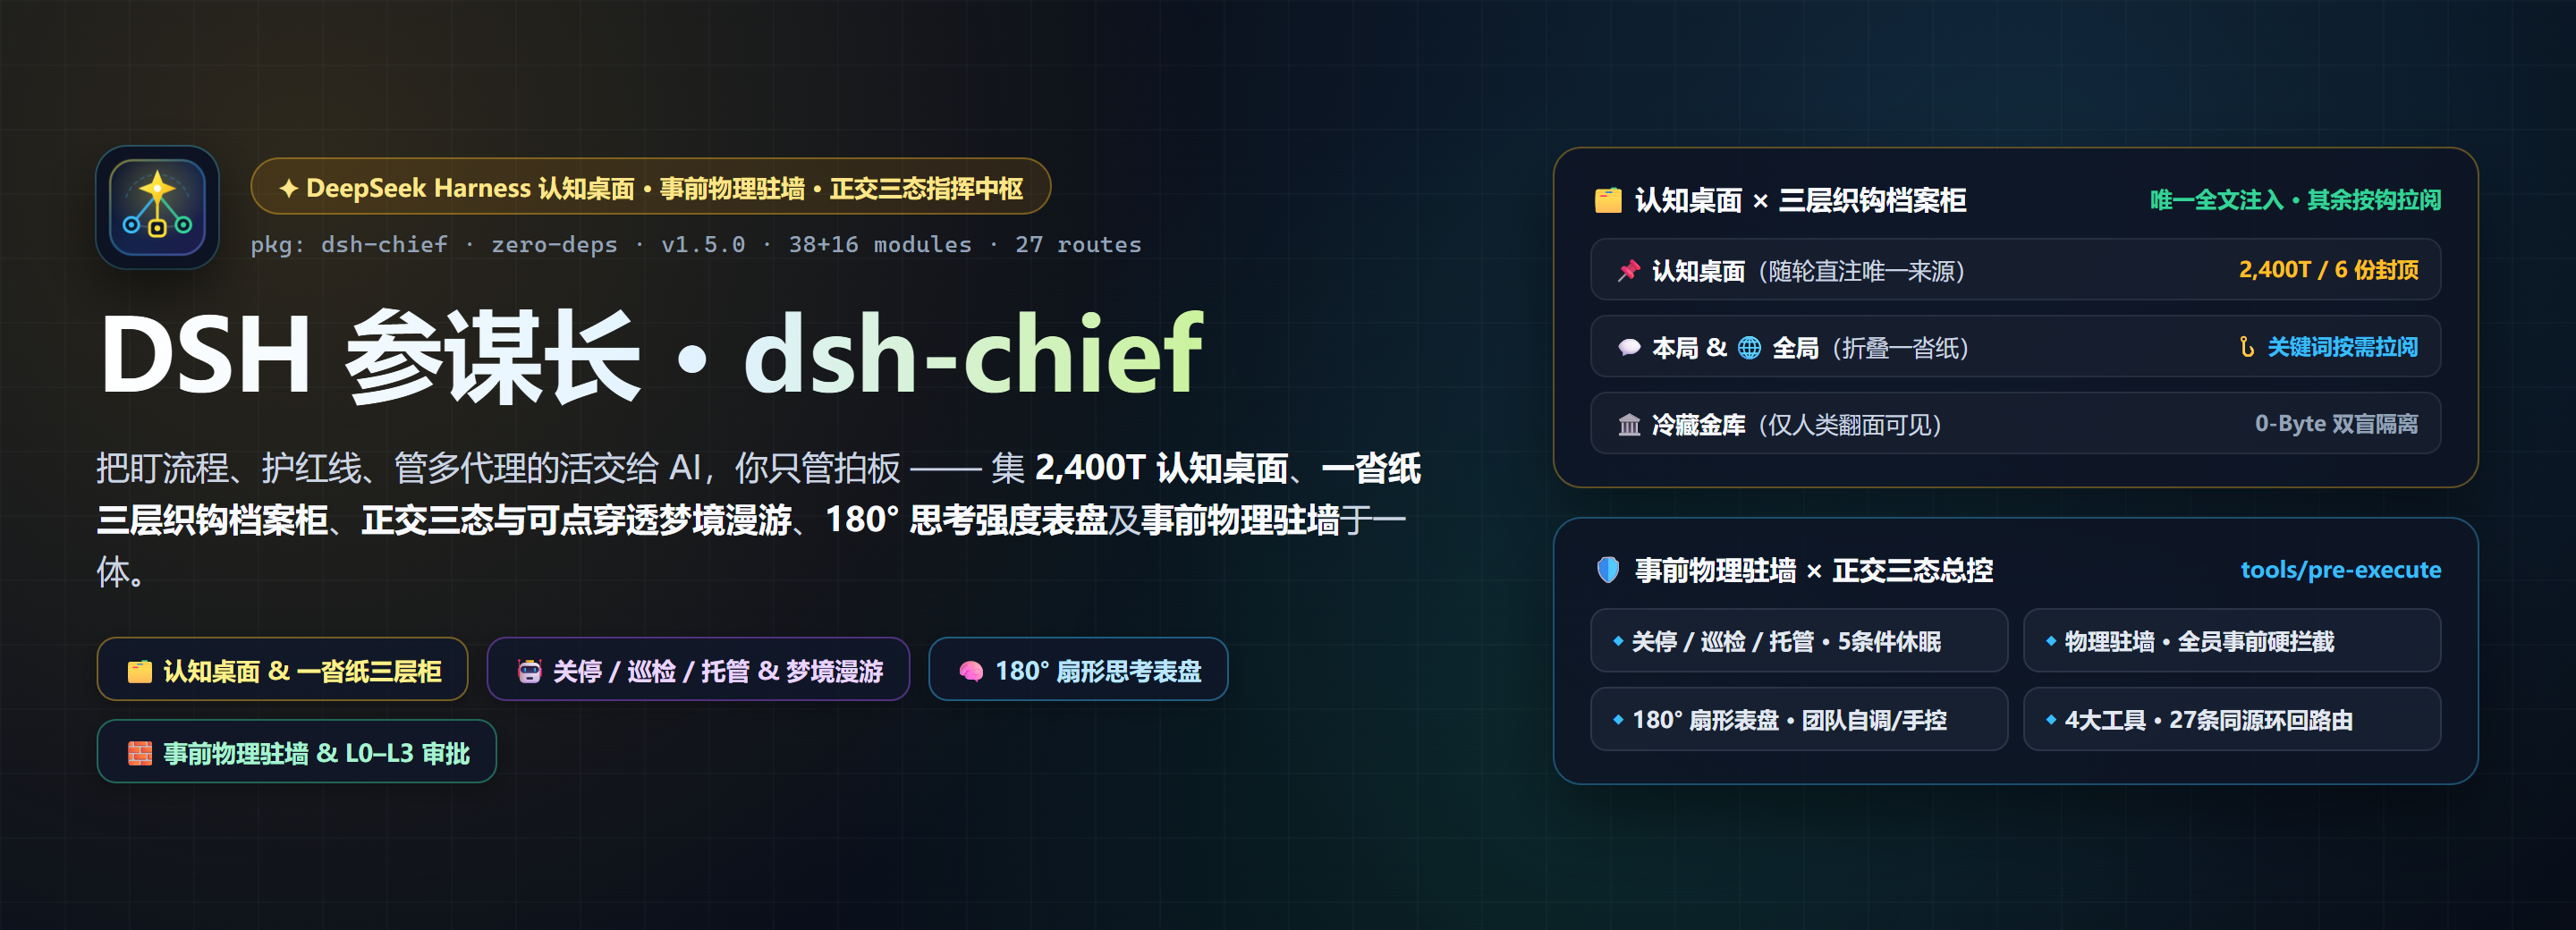 ✦ DeepSeek Harness 认知桌面 • 事前物理驻墙 • 正交三态指挥中枢
pkg: dsh-chief · zero-deps · v1.5.0 · 38+16 modules · 27 routes
DSH 参谋长 • dsh-chief
把盯流程、护红线、管多代理的活交给 AI，你只管拍板 —— 集 2,400T 认知桌面、一沓纸
三层织钩档案柜、正交三态与可点穿透梦境漫游、180° 思考强度表盘及事前物理驻墙于一
体。
认知桌面 & 一沓纸三层柜
关停 / 巡检 / 托管 & 梦境漫游
180° 扇形思考表盘
事前物理驻墙 & L0–L3 审批
认知桌面 × 三层织钩档案柜
唯一全文注入 • 其余按钩拉阅
认知桌面（随轮直注唯一来源）
2,400T / 6 份封顶
本局 & 全局（折叠一沓纸）
关键词按需拉阅
冷藏金库（仅人类翻面可见）
0-Byte 双盲隔离
事前物理驻墙 × 正交三态总控
tools/pre-execute
关停 / 巡检 / 托管 • 5条件休眠
物理驻墙 • 全员事前硬拦截
180° 扇形表盘 • 团队自调/手控
4大工具 • 27条同源环回路由